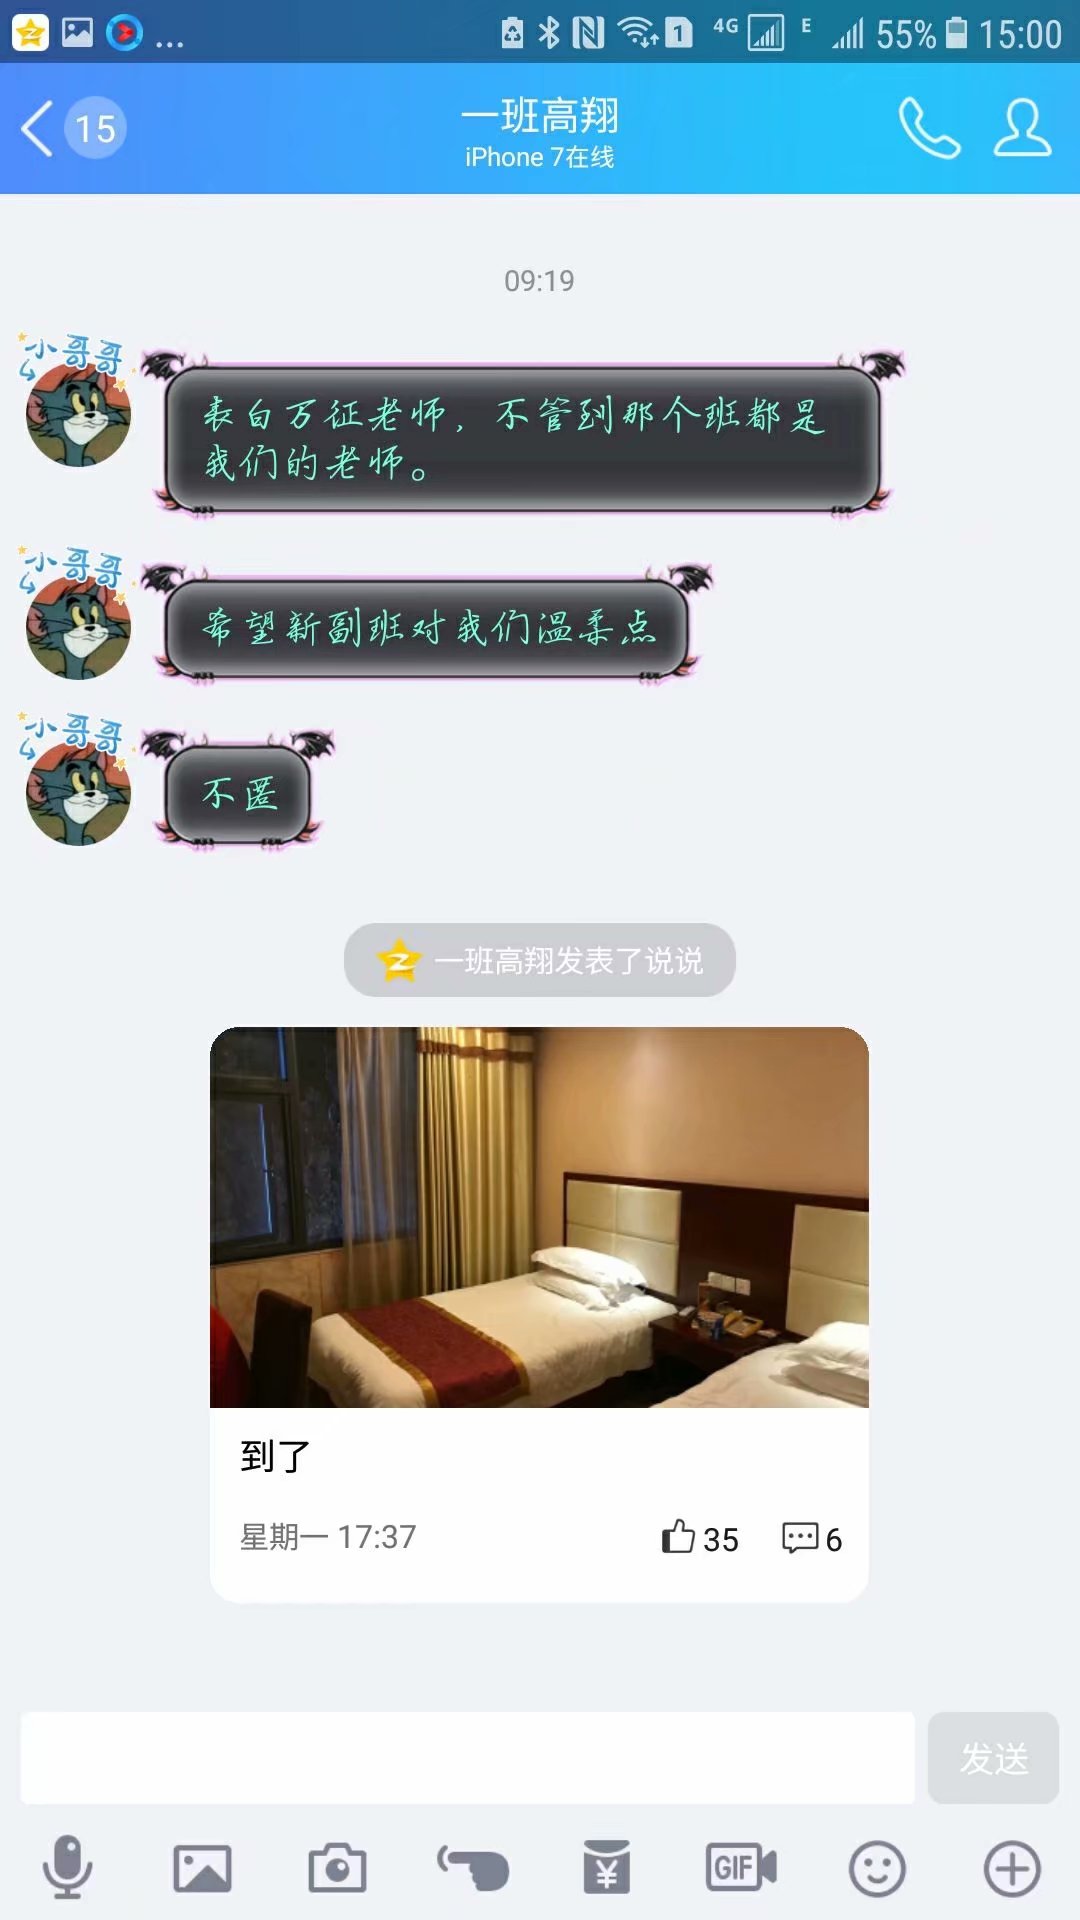 1 4G E 55% 15:00
15
一班高翔
iPhone 7在线
09:19
小哥哥
表白万征老师，不管到那个班都是
我们的老师。
小哥哥
希望新副班对我们温柔点
小哥哥
不匿
一班高翔发表了说说
到了
星期一 17:37 35 6
发送
GIF